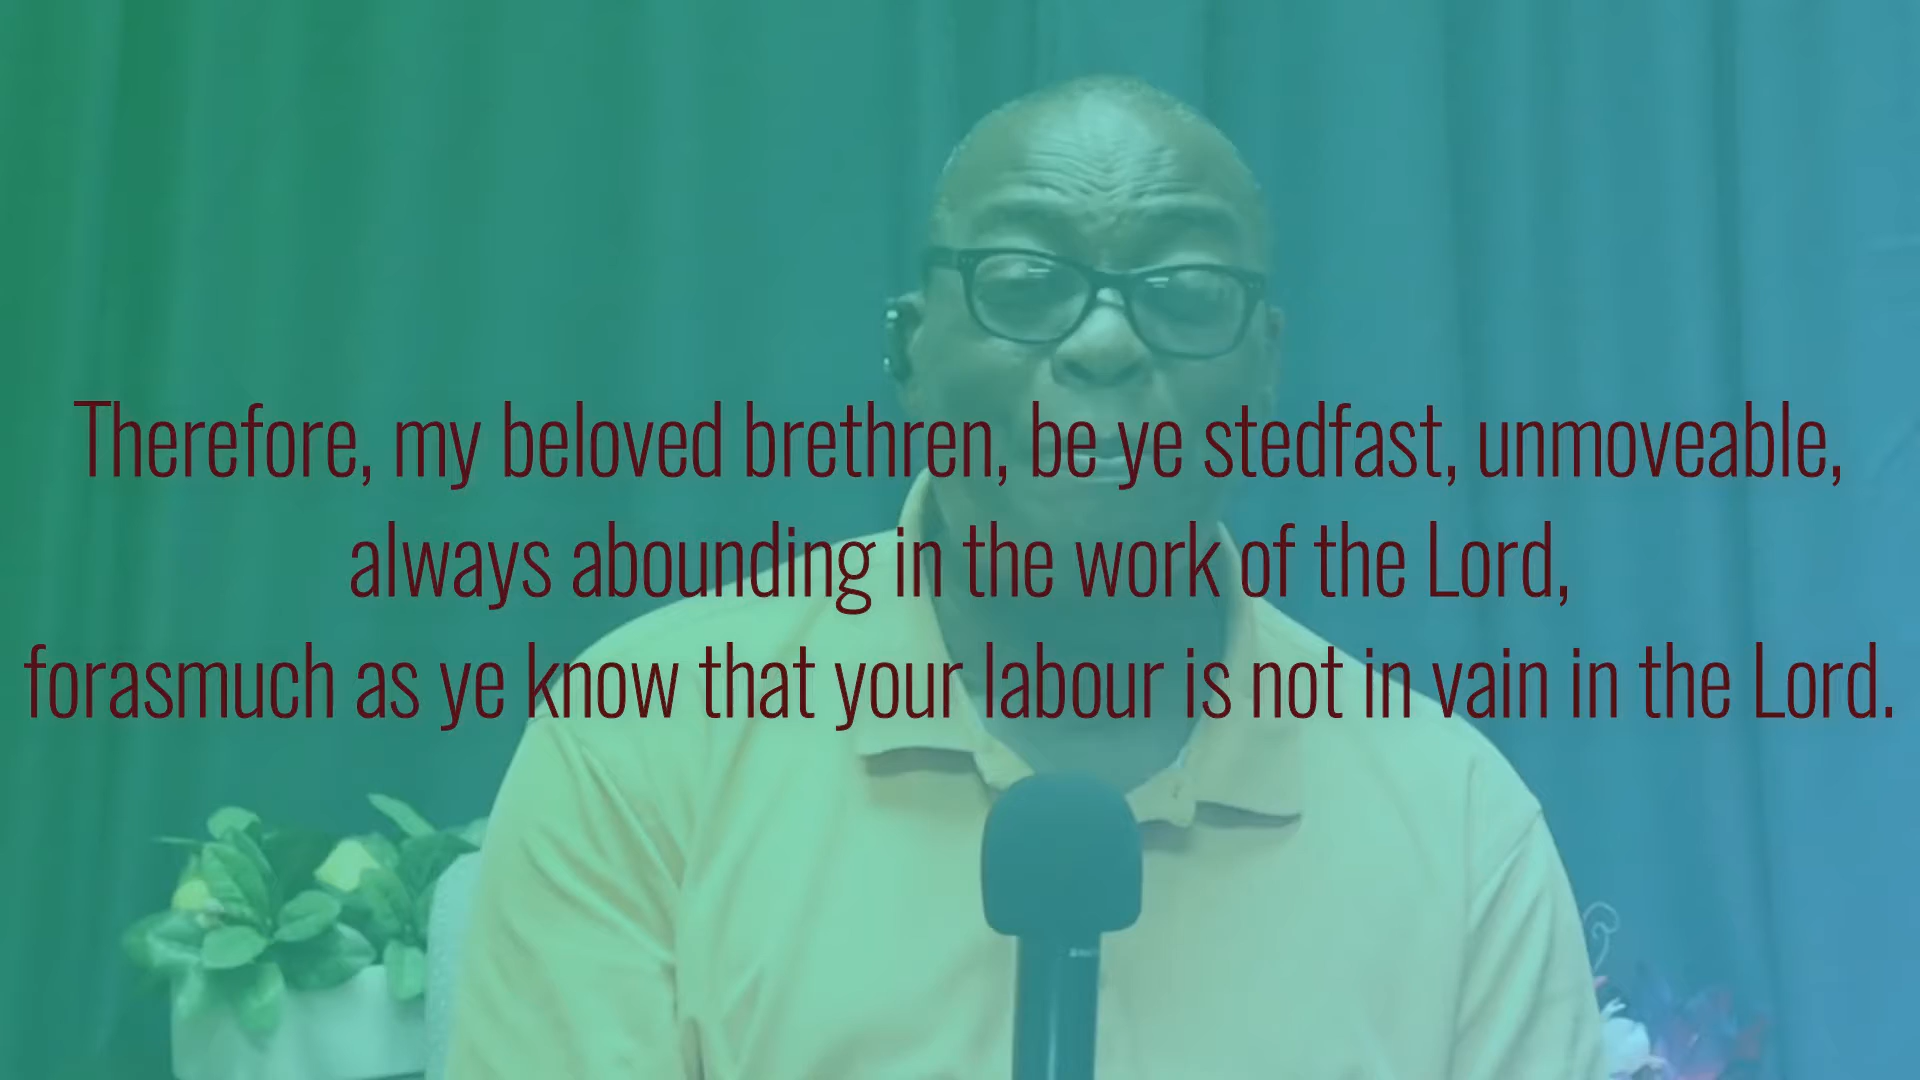 Therefore, my beloved brethren, be ye stedfast, unmoveable,
always abounding in the work of the Lord,
forasmuch as ye know that your labour is not in vain in the Lord.